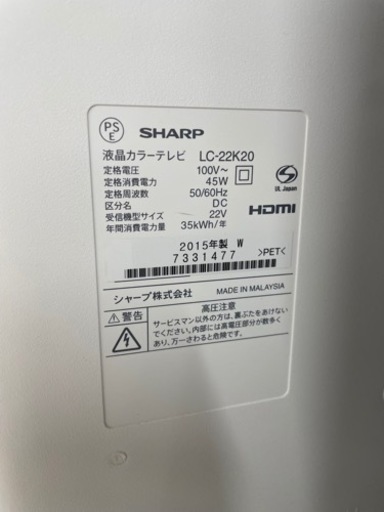 PS
E
SHARP
液晶カラーテレビ LC-22K20
定格電圧 100V~
定格消費電力 45W
定格周波数 50/60Hz
区分名 DC
受信機型サイズ 22V
年間消費電力量 35kWh/年
S
UL Japan
HDMI
2015年製 W
7331477
>PET<
シャープ株式会社 MADE IN MALAYSIA
警告
高圧注意
サービスマン以外の方は、裏ぶたをあけない
でください。内部には高電圧部分が数多く
あり、万一さわると危険です。